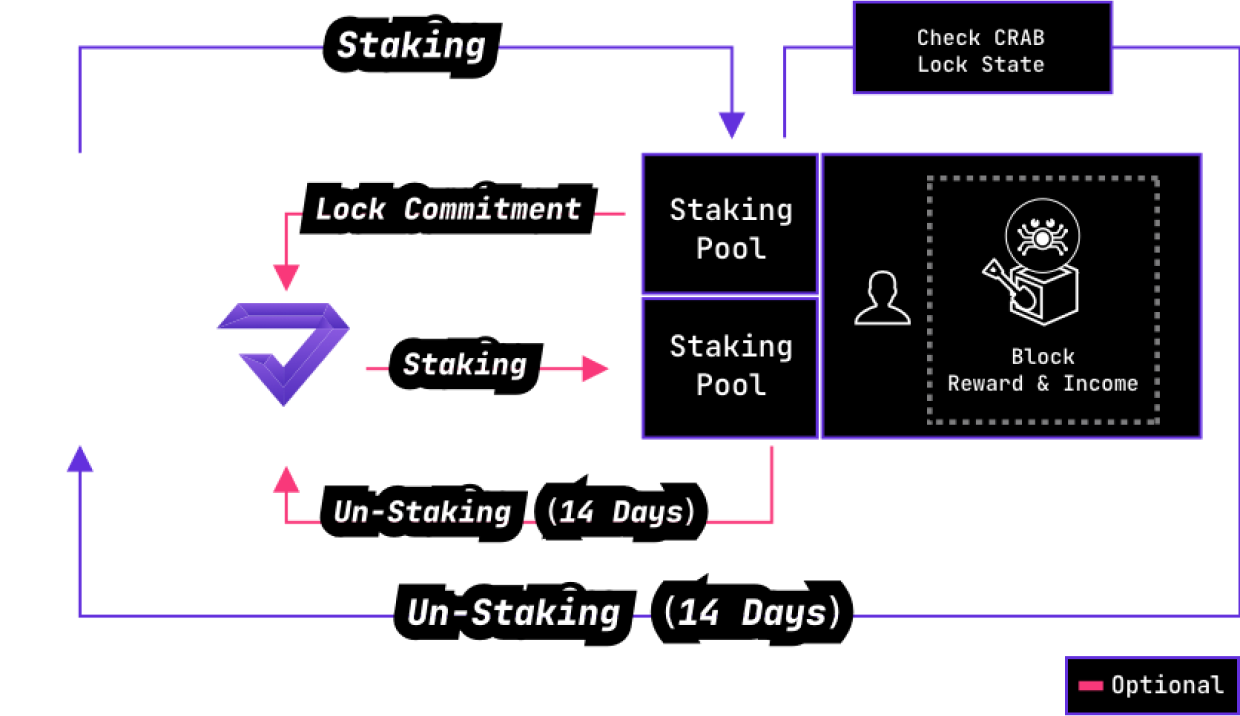 Staking
Check CRAB
Lock State
Lock Commitment
Staking
Pool
Staking
Staking
Pool
Block
Reward & Income
Un-Staking (14 Days)
Un-Staking (14 Days)
Optional